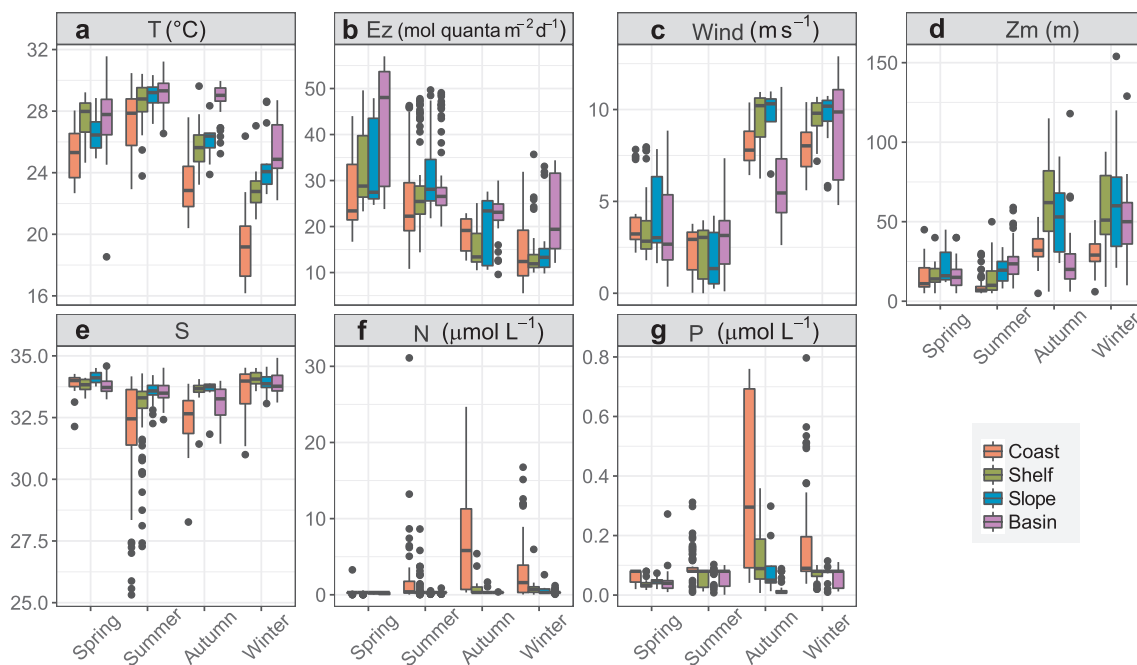 a T (°C)
b Ez (mol quanta m⁻² d⁻¹)
c Wind (m s⁻¹)
d Zm (m)
32
28
24
20
16
50
40
30
20
10
10
5
0
150
100
50
0
Spring Summer Autumn Winter
e S
f N (μmol L⁻¹)
g P (μmol L⁻¹)
35.0
32.5
30.0
27.5
25.0
30
20
10
0
0.8
0.6
0.4
0.2
0.0
Coast
Shelf
Slope
Basin
Spring Summer Autumn Winter
Spring Summer Autumn Winter
Spring Summer Autumn Winter